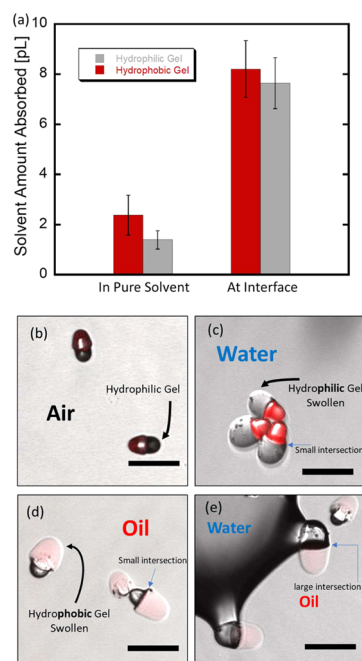 (a)
Hydrophilic Gel
Hydrophobic Gel
Solvent Amount Absorbed [pL]
10
8
6
4
2
0
In Pure Solvent
At Interface
(b)
Air
Hydrophilic Gel
(c)
Water
Hydrophilic Gel
Swollen
Small intersection
(d)
Oil
Small intersection
Hydrophobic Gel
Swollen
(e)
Water
large intersection
Oil